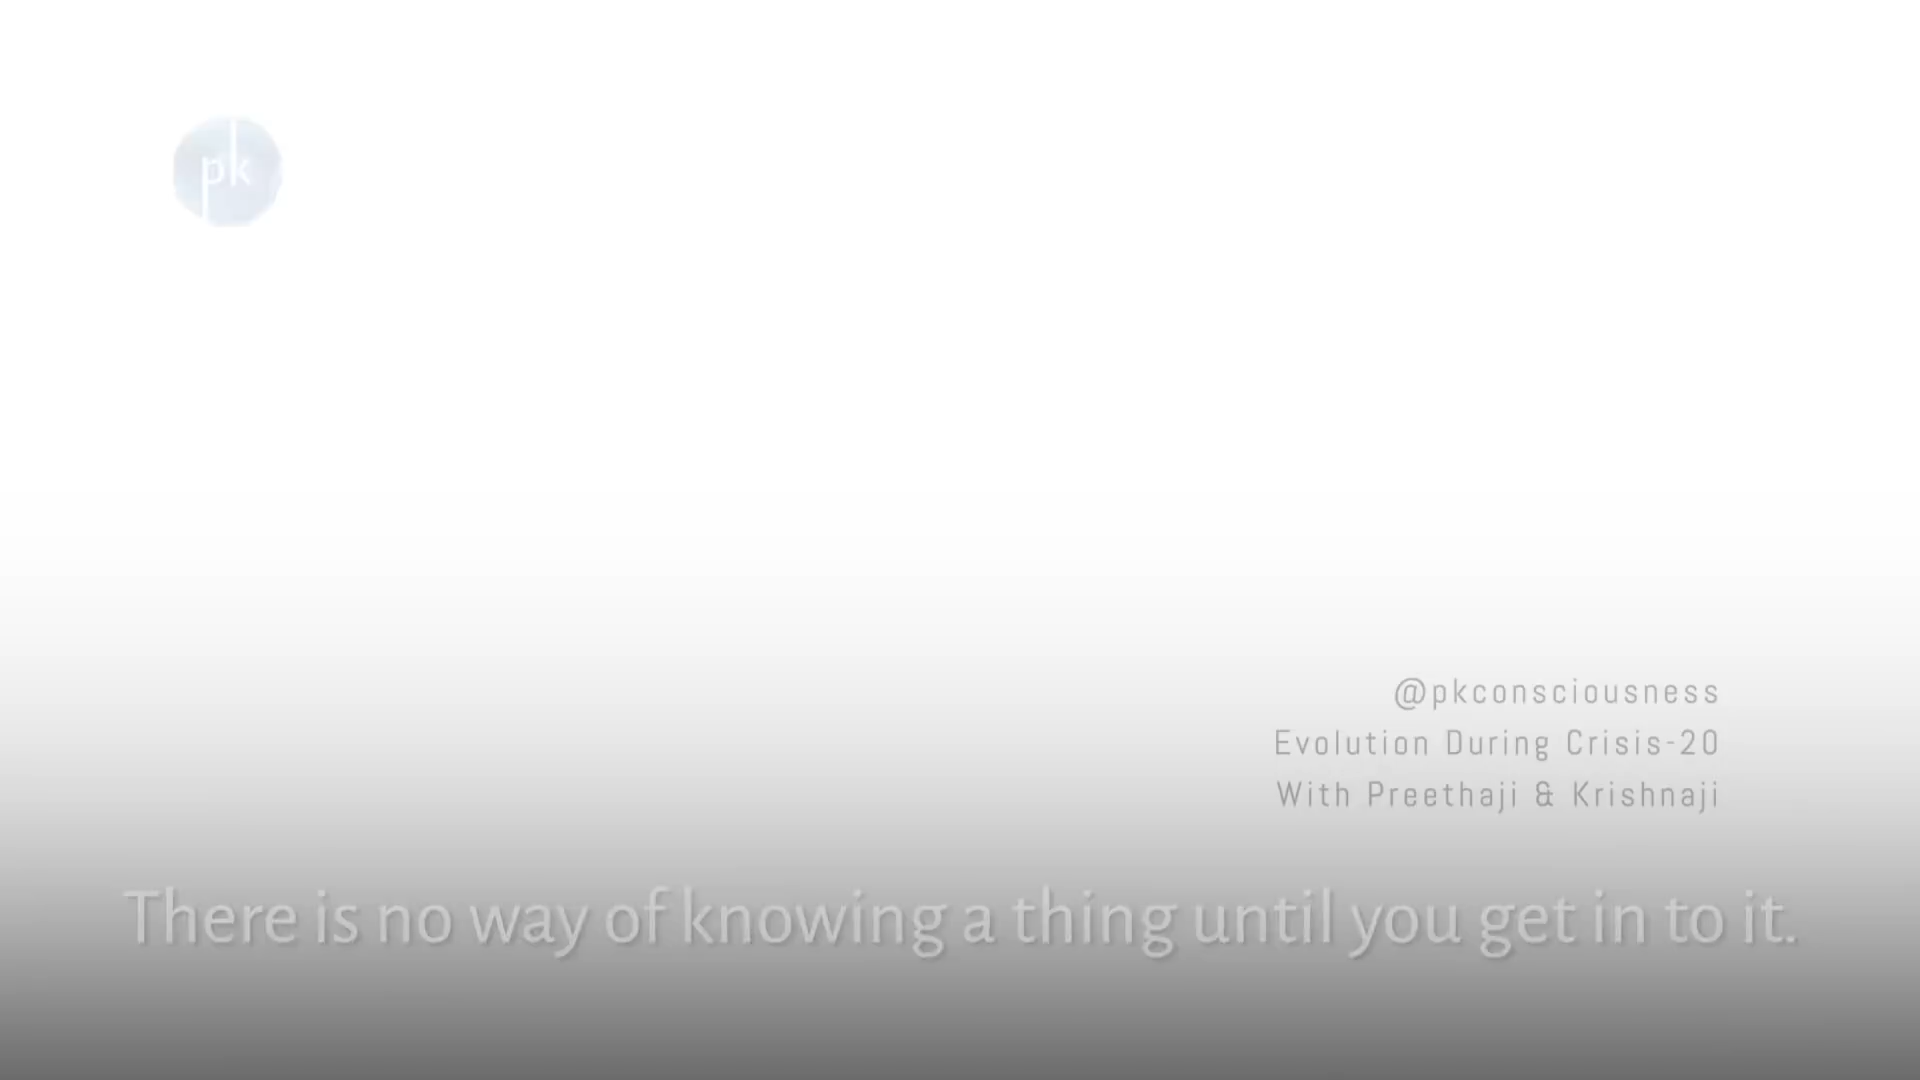 pk
@pkconsciousness
Evolution During Crisis-20
With Preethaji & Krishnaji
There is no way of knowing a thing until you get in to it.